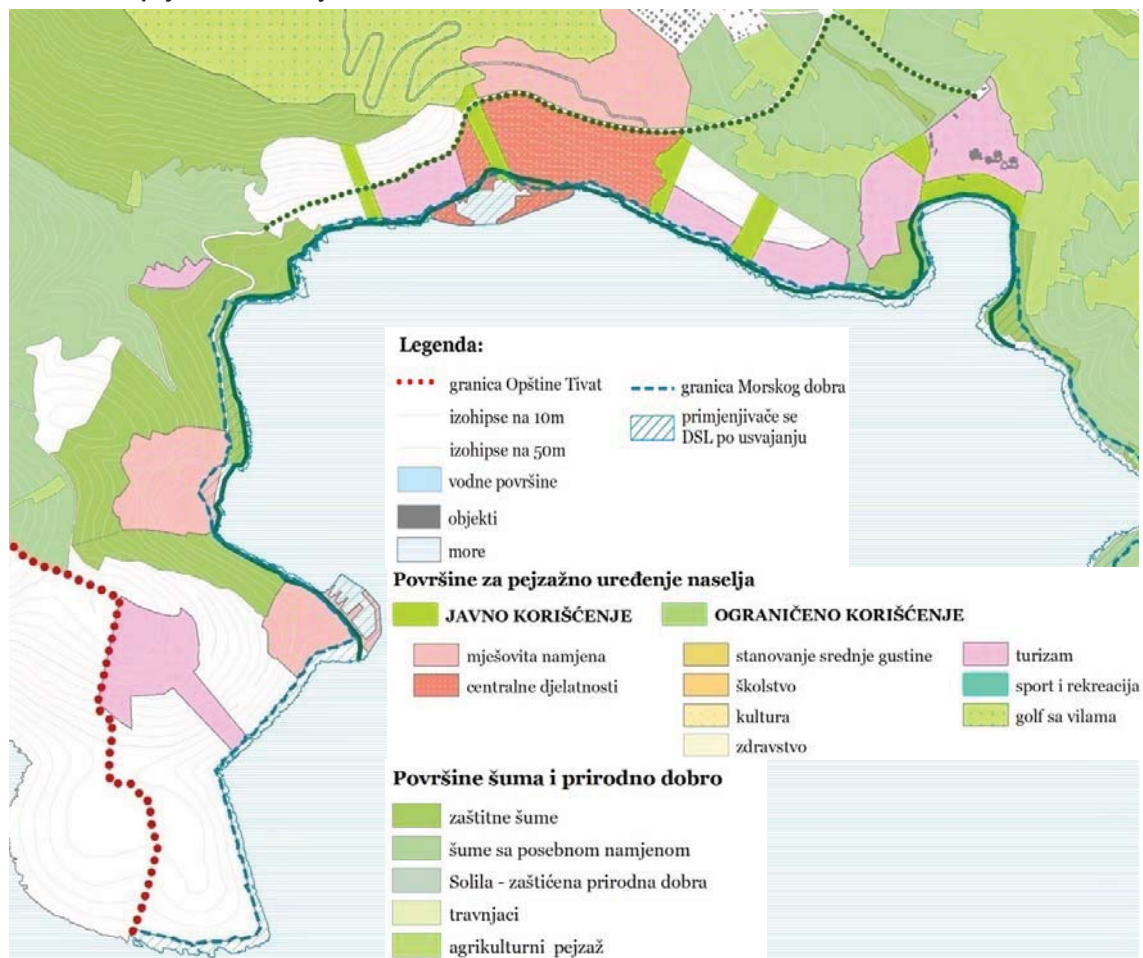 Legenda:
granica Opštine Tivat
izohipse na 10m
izohipse na 50m
vodne površine
objekti
more
granica Morskog dobra
primjenjivače se
DSL po usvajanju
Površine za pejzažno uređenje naselja
JAVNO KORIŠĆENJE
mješovita namjena
centralne djelatnosti
OGRANIČENO KORIŠĆENJE
stanovanje srednje gustine
školstvo
kultura
zdravstvo
turizam
sport i rekreacija
golf sa vilama
Površine šuma i prirodno dobro
zaštitne šume
šume sa posebnom namjenom
Solila - zaštićena prirodna dobra
travnjaci
agrikulturni pejzaž